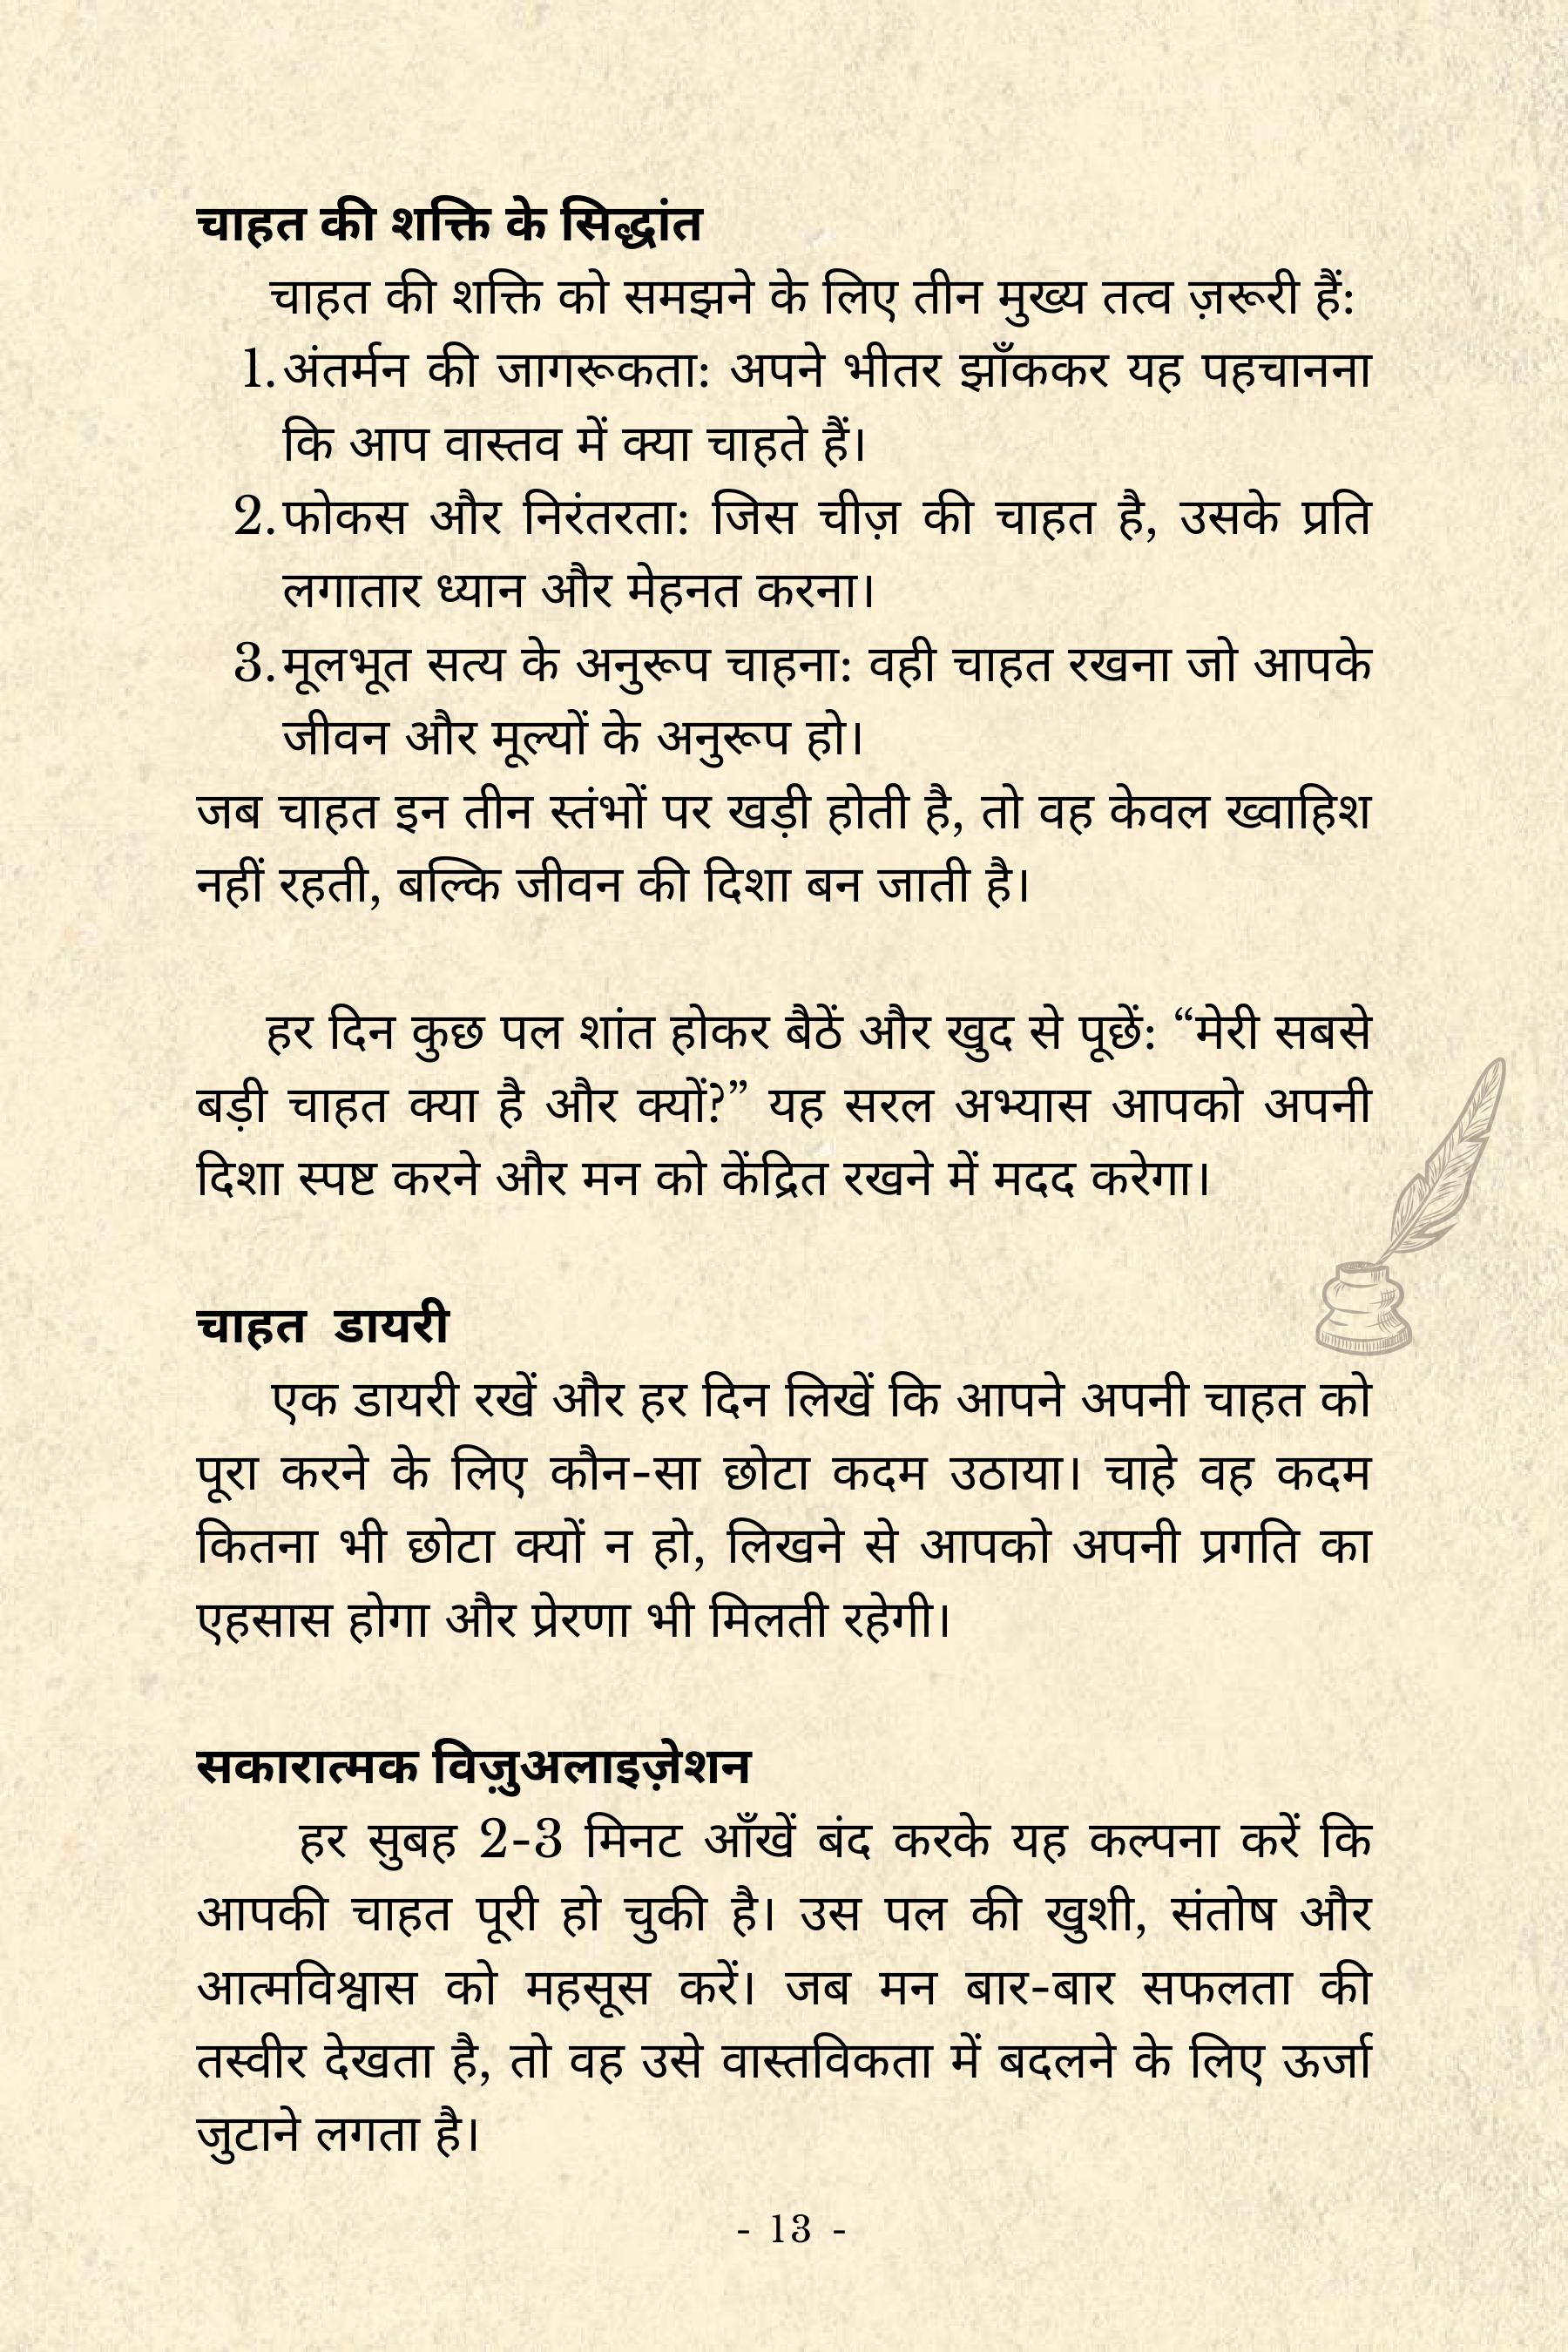 चाहत की शक्ति के सिद्धांत
चाहत की शक्ति को समझने के लिए तीन मुख्य तत्व ज़रूरी हैं:
1. अंतर्मन की जागरूकता: अपने भीतर झाँककर यह पहचानना
कि आप वास्तव में क्या चाहते हैं।
2. फोकस और निरंतरता: जिस चीज़ की चाहत है, उसके प्रति
लगातार ध्यान और मेहनत करना।
3. मूलभूत सत्य के अनुरूप चाहना: वही चाहत रखना जो आपके
जीवन और मूल्यों के अनुरूप हो।
जब चाहत इन तीन स्तंभों पर खड़ी होती है, तो वह केवल ख्वाहिश
नहीं रहती, बल्कि जीवन की दिशा बन जाती है।
हर दिन कुछ पल शांत होकर बैठें और खुद से पूछें: “मेरी सबसे
बड़ी चाहत क्या है और क्यों?” यह सरल अभ्यास आपको अपनी
दिशा स्पष्ट करने और मन को केंद्रित रखने में मदद करेगा।
चाहत डायरी
एक डायरी रखें और हर दिन लिखें कि आपने अपनी चाहत को
पूरा करने के लिए कौन-सा छोटा कदम उठाया। चाहे वह कदम
कितना भी छोटा क्यों न हो, लिखने से आपको अपनी प्रगति का
एहसास होगा और प्रेरणा भी मिलती रहेगी।
सकारात्मक विज़ुअलाइज़ेशन
हर सुबह 2-3 मिनट आँखें बंद करके यह कल्पना करें कि
आपकी चाहत पूरी हो चुकी है। उस पल की खुशी, संतोष और
आत्मविश्वास को महसूस करें। जब मन बार-बार सफलता की
तस्वीर देखता है, तो वह उसे वास्तविकता में बदलने के लिए ऊर्जा
जुटाने लगता है।
- 13 -